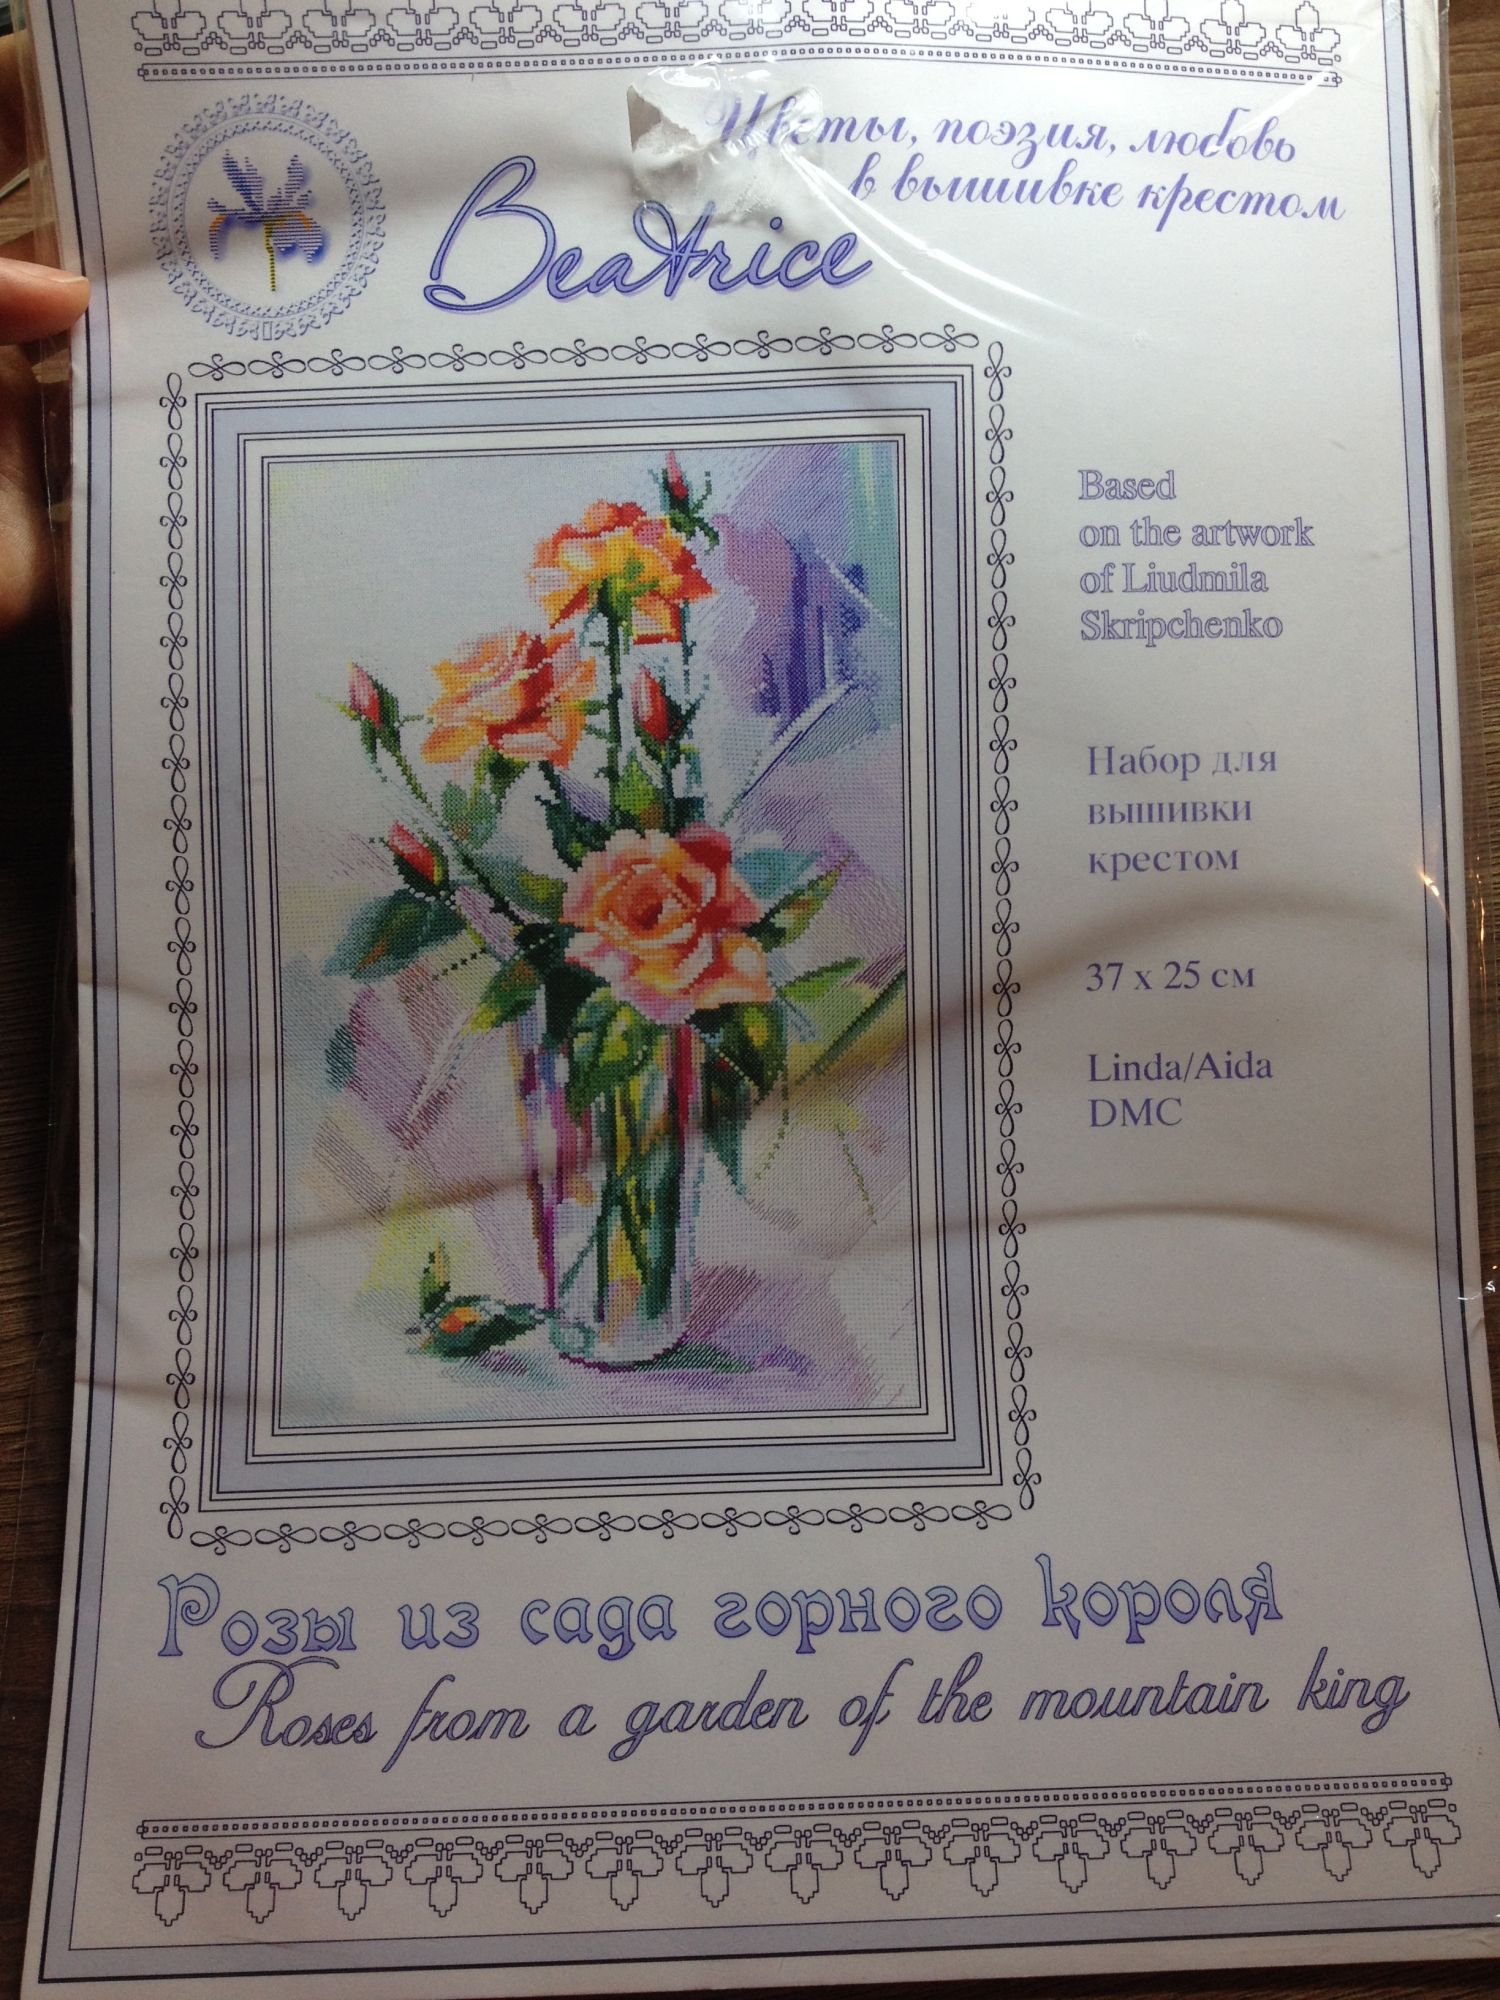 Цветы, поэзия, любовь
в вышивке крестом
Beatrice
Based
on the artwork
of Liudmila
Skripchenko
Набор для
вышивки
крестом
37 x 25 см
Linda/Aida
DMC
Розы из сада горного короля
Roses from a garden of the mountain king